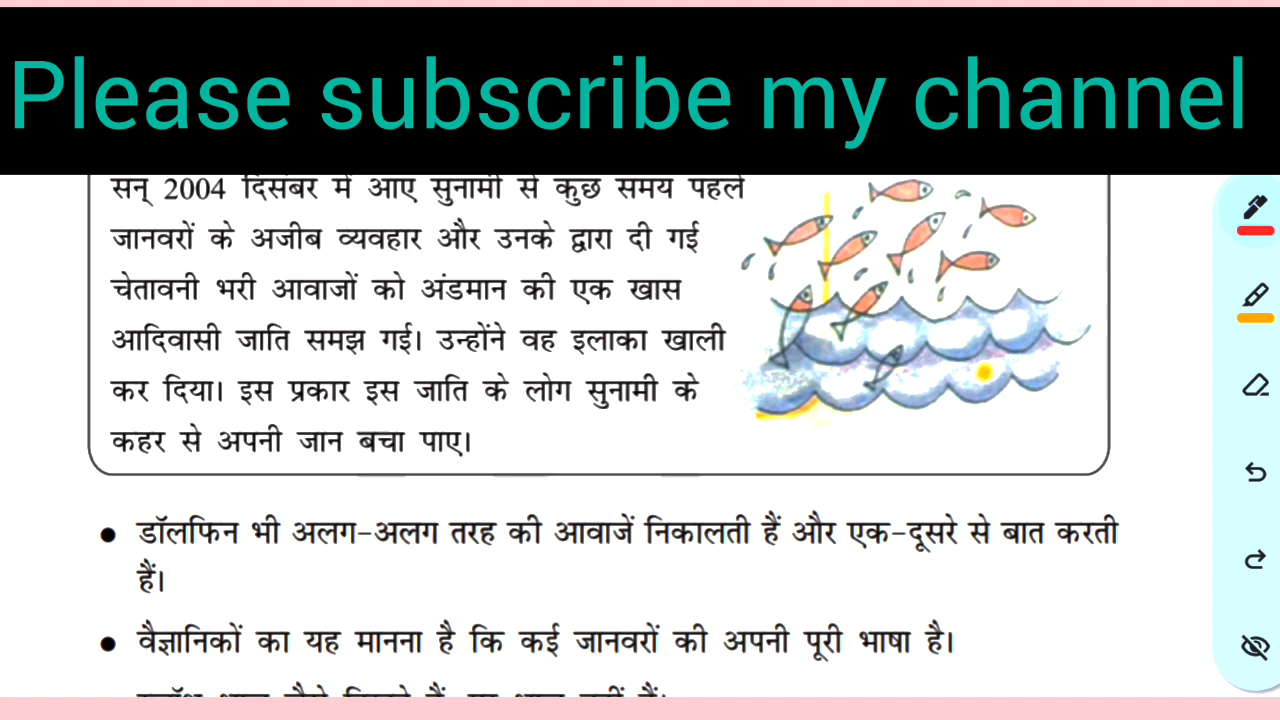 Please subscribe my channel
सन् 2004 दिसंबर में आए सुनामी से कुछ समय पहले
जानवरों के अजीब व्यवहार और उनके द्वारा दी गई
चेतावनी भरी आवाजों को अंडमान की एक खास
आदिवासी जाति समझ गई। उन्होंने वह इलाका खाली
कर दिया। इस प्रकार इस जाति के लोग सुनामी के
कहर से अपनी जान बचा पाए।
● डॉलफिन भी अलग-अलग तरह की आवाजें निकालती हैं और एक-दूसरे से बात करती
हैं।
● वैज्ञानिकों का यह मानना है कि कई जानवरों की अपनी पूरी भाषा है।